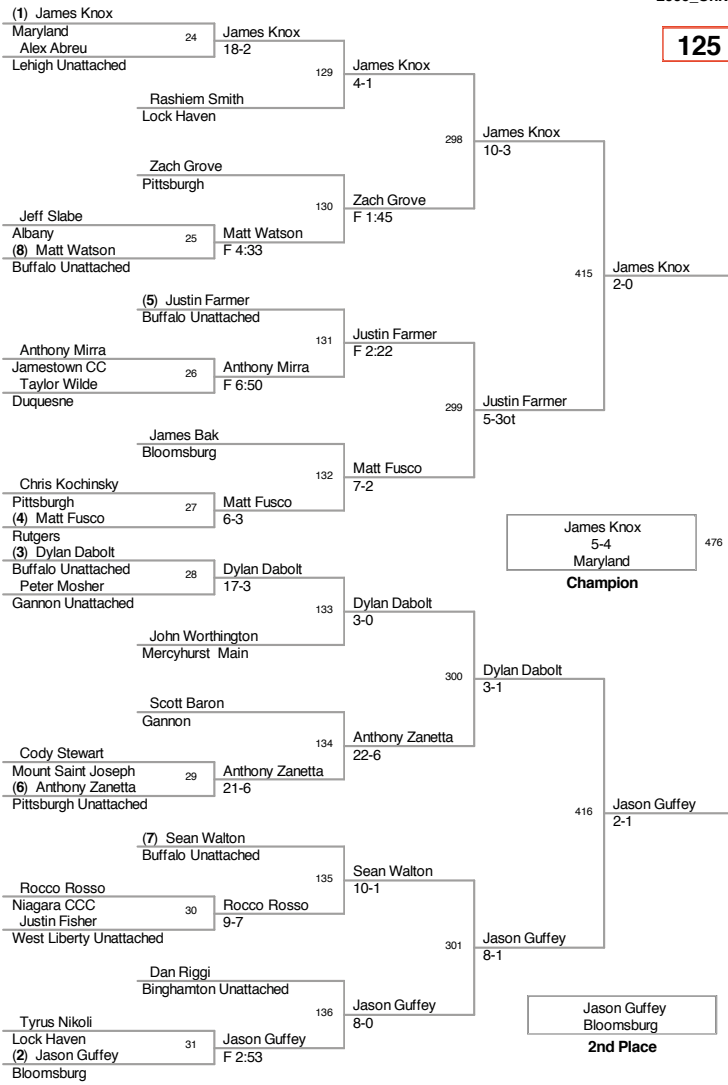 (1) James Knox
Maryland
24
James Knox
Alex Abreu
18-2
Lehigh Unattached
125
129
James Knox
4-1
Rashiem Smith
Lock Haven
298
James Knox
10-3
Zach Grove
Pittsburgh
130
Zach Grove
F 1:45
Jeff Slabe
Albany
25
Matt Watson
(8) Matt Watson
F 4:33
Buffalo Unattached
415
James Knox
2-0
(5) Justin Farmer
Buffalo Unattached
131
Justin Farmer
F 2:22
Anthony Mirra
Jamestown CC
26
Anthony Mirra
Taylor Wilde
F 6:50
Duquesne
299
Justin Farmer
5-3ot
James Bak
Bloomsburg
132
Matt Fusco
7-2
Chris Kochinsky
Pittsburgh
27
Matt Fusco
(4) Matt Fusco
6-3
Rutgers
James Knox
5-4
Maryland
476
Champion
(3) Dylan Dabolt
Buffalo Unattached
28
Dylan Dabolt
Peter Mosher
17-3
Gannon Unattached
133
Dylan Dabolt
3-0
John Worthington
Mercyhurst Main
300
Dylan Dabolt
3-1
Scott Baron
Gannon
134
Anthony Zanetta
22-6
Cody Stewart
Mount Saint Joseph
29
Anthony Zanetta
(6) Anthony Zanetta
21-6
Pittsburgh Unattached
416
Jason Guffey
2-1
(7) Sean Walton
Buffalo Unattached
135
Sean Walton
10-1
Rocco Rosso
Niagara CCC
30
Rocco Rosso
Justin Fisher
9-7
West Liberty Unattached
301
Jason Guffey
8-1
Dan Riggi
Binghamton Unattached
136
Jason Guffey
8-0
Tyrus Nikoli
Lock Haven
31
Jason Guffey
(2) Jason Guffey
F 2:53
Bloomsburg
Jason Guffey
Bloomsburg
2nd Place